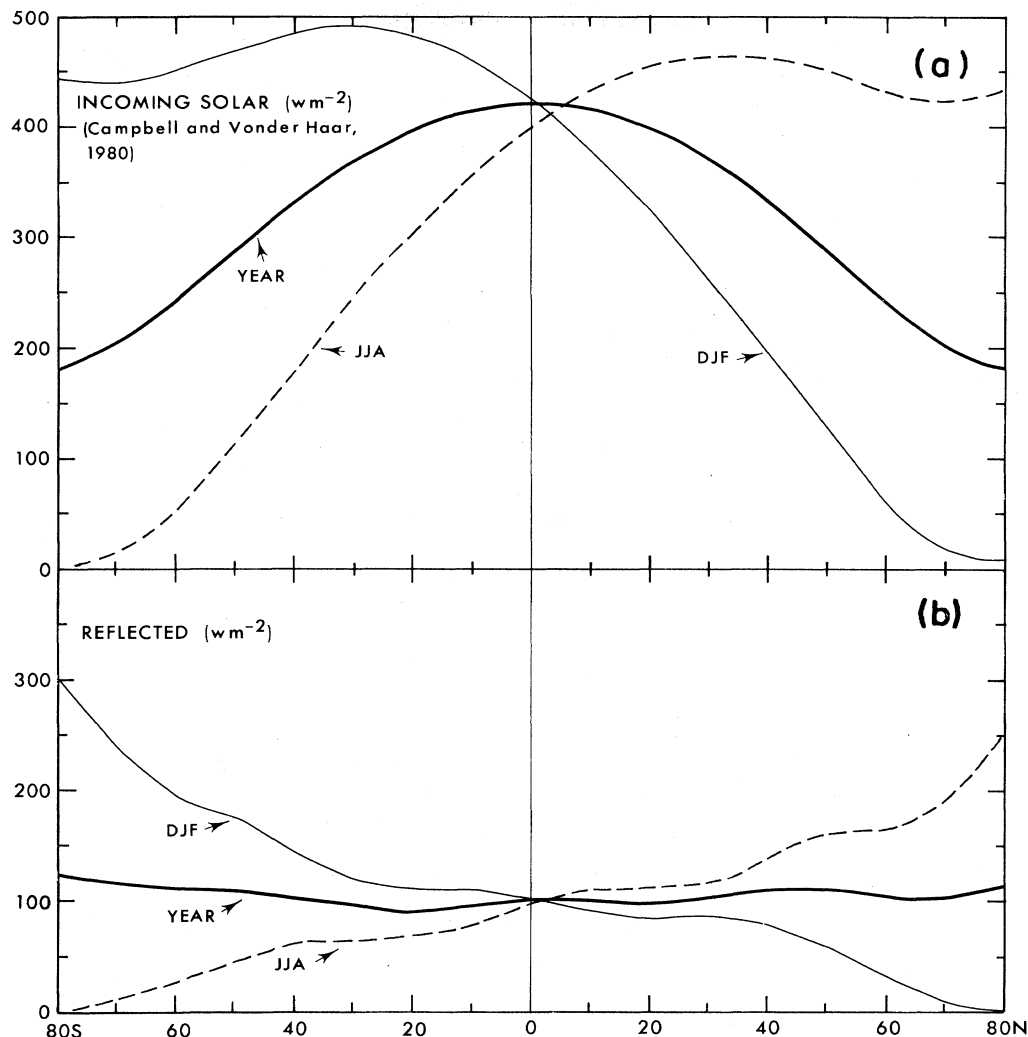 500
(a)
INCOMING SOLAR (wm⁻²)
(Campbell and Vonder Haar,
1980)
400
300
YEAR
200
JJA
DJF
100
0
(b)
REFLECTED (wm⁻²)
300
200
DJF
100
YEAR
JJA
0
80S 60 40 20 0 20 40 60 80N